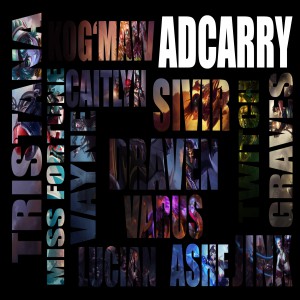 KOG'MAW
ADCARRY
TRISTANA
CAITLYN
SIVIR
MISS FORTUNE
VAYNE
DRAVEN
TWITCH
GRAVES
VARUS
LUCIAN
ASHE
JINX